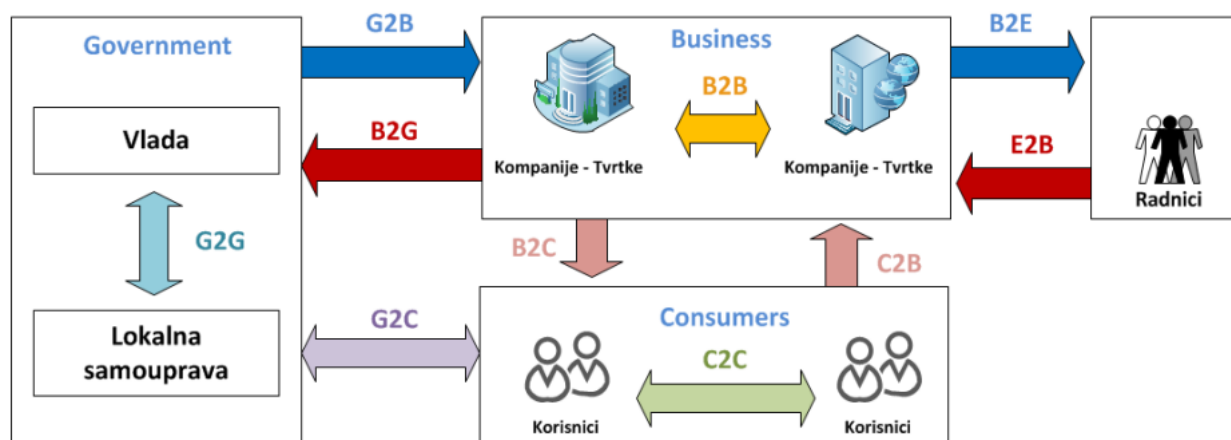 Government
G2B
Business
B2E
Vlada
B2G
B2B
E2B
Kompanije - Tvrtke
Kompanije - Tvrtke
Radnici
G2G
B2C
C2B
Lokalna
samouprava
G2C
Consumers
C2C
Korisnici
Korisnici